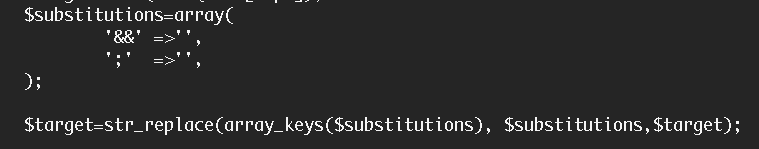 $substitutions=array(
'&&' =>'',
';' =>'',
);
$target=str_replace(array_keys($substitutions), $substitutions,$target);